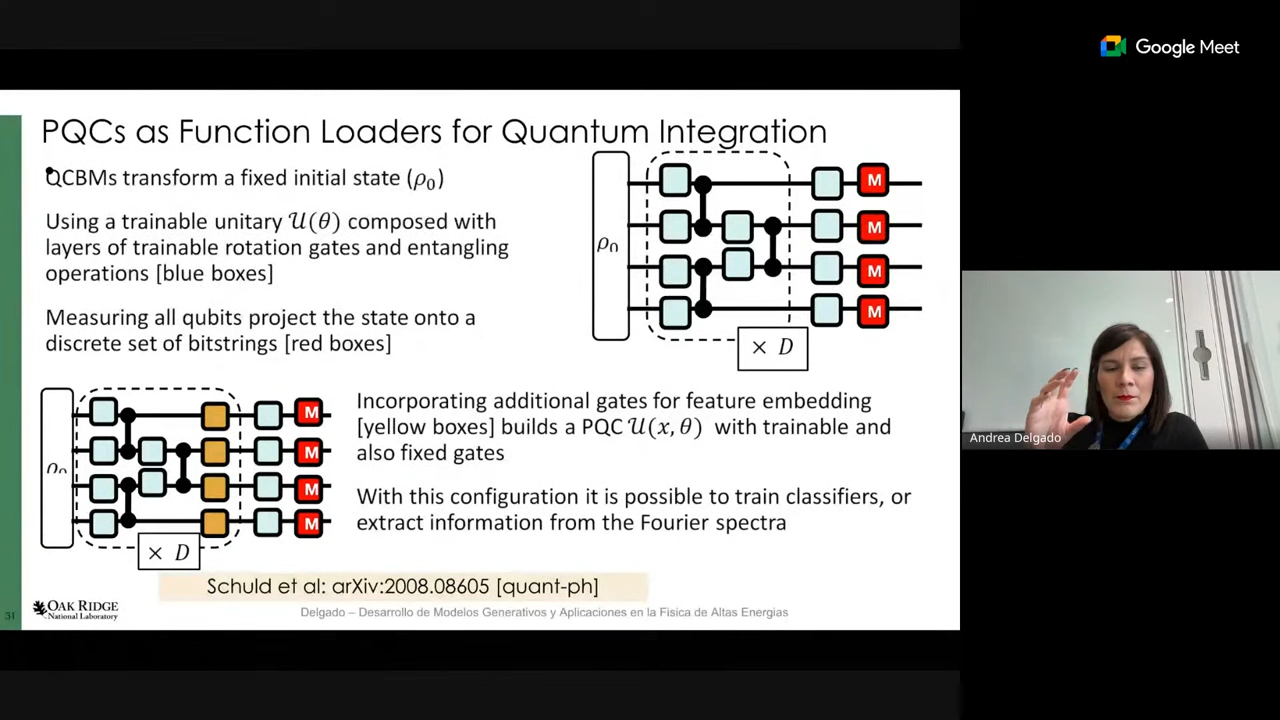 Google Meet
PQCs as Function Loaders for Quantum Integration
QCBMs transform a fixed initial state (ρ₀)
Using a trainable unitary 𝒰(θ) composed with
layers of trainable rotation gates and entangling
operations [blue boxes]
Measuring all qubits project the state onto a
discrete set of bitstrings [red boxes]
ρ₀
M
M
M
M
× D
ρ₀
M
M
M
M
× D
Incorporating additional gates for feature embedding
[yellow boxes] builds a PQC 𝒰(x, θ) with trainable and
also fixed gates
With this configuration it is possible to train classifiers, or
extract information from the Fourier spectra
Schuld et al: arXiv:2008.08605 [quant-ph]
31
OAK RIDGE
National Laboratory
Delgado – Desarrollo de Modelos Generativos y Aplicaciones en la Fisica de Altas Energias
Andrea Delgado